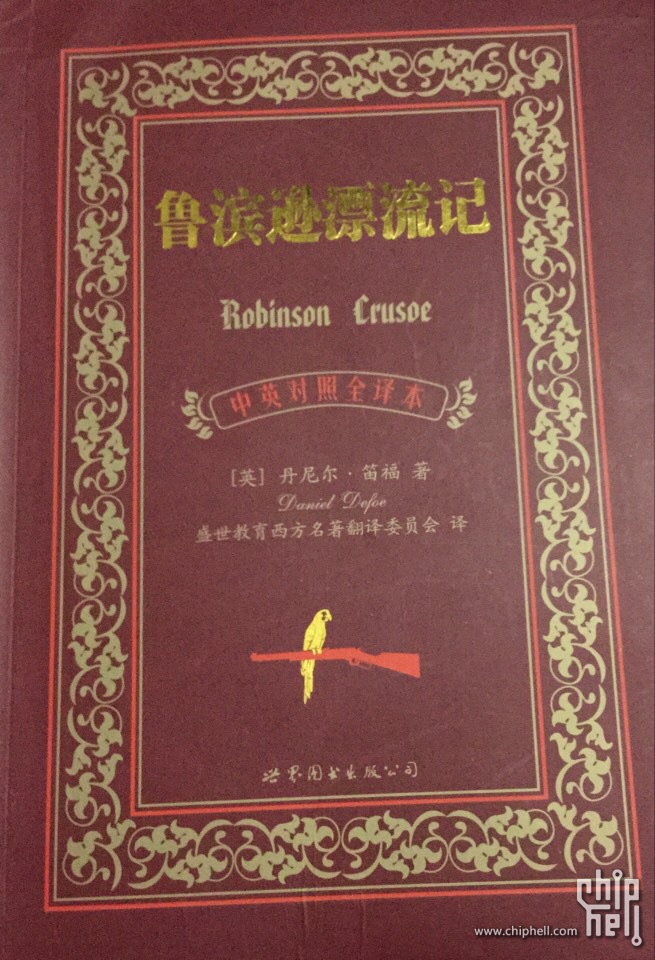 鲁滨逊漂流记
Robinson Crusoe
中英对照全译本
[英] 丹尼尔·笛福 著
Daniel Defoe
盛世教育西方名著翻译委员会 译
世界图书出版公司
chip
hell
www.chiphell.com